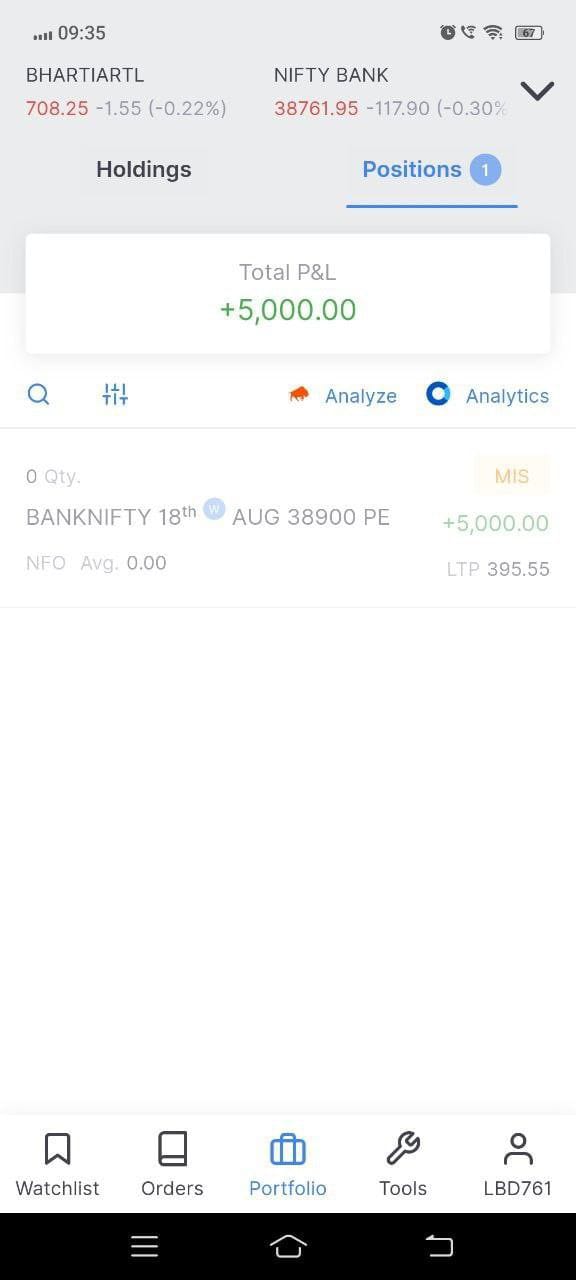 09:35 67
BHARTIARTL NIFTY BANK
708.25 -1.55 (-0.22%) 38761.95 -117.90 (-0.30%
Holdings Positions 1
Total P&L
+5,000.00
Analyze Analytics
0 Qty. MIS
BANKNIFTY 18th W AUG 38900 PE +5,000.00
NFO Avg. 0.00 LTP 395.55
Watchlist Orders Portfolio Tools LBD761